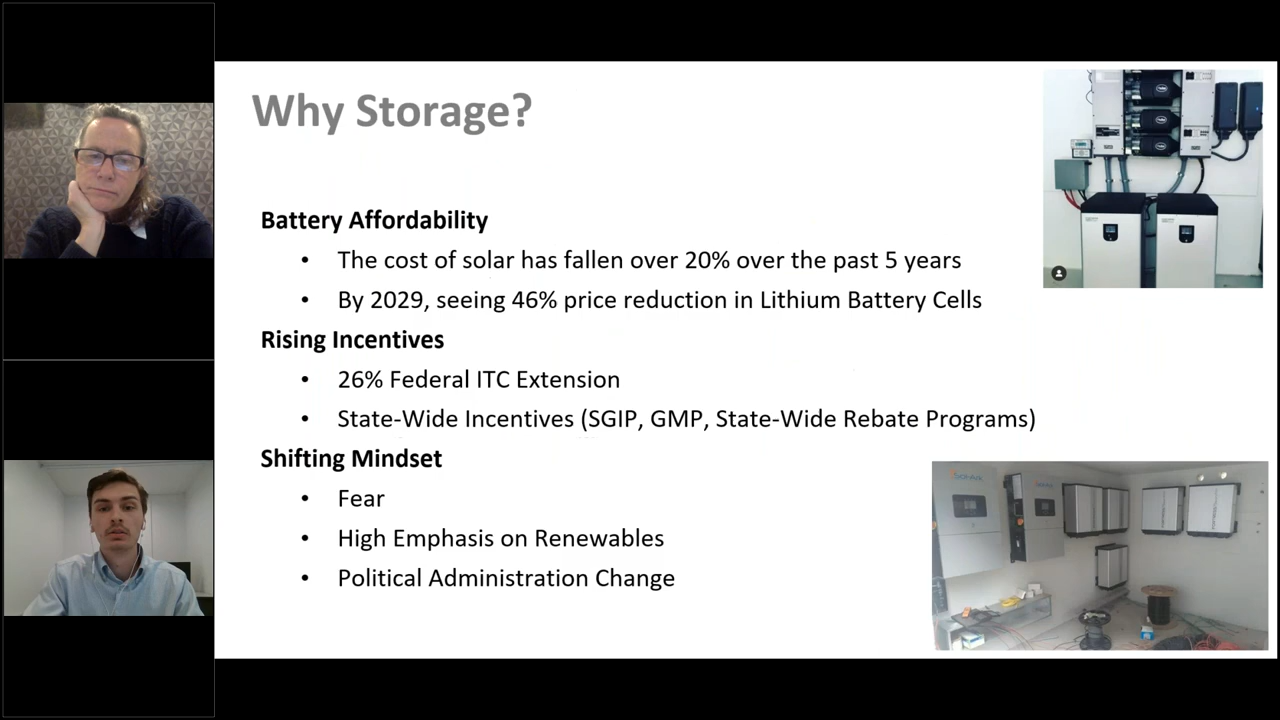 Why Storage?
Battery Affordability
• The cost of solar has fallen over 20% over the past 5 years
• By 2029, seeing 46% price reduction in Lithium Battery Cells
Rising Incentives
• 26% Federal ITC Extension
• State-Wide Incentives (SGIP, GMP, State-Wide Rebate Programs)
Shifting Mindset
• Fear
• High Emphasis on Renewables
• Political Administration Change